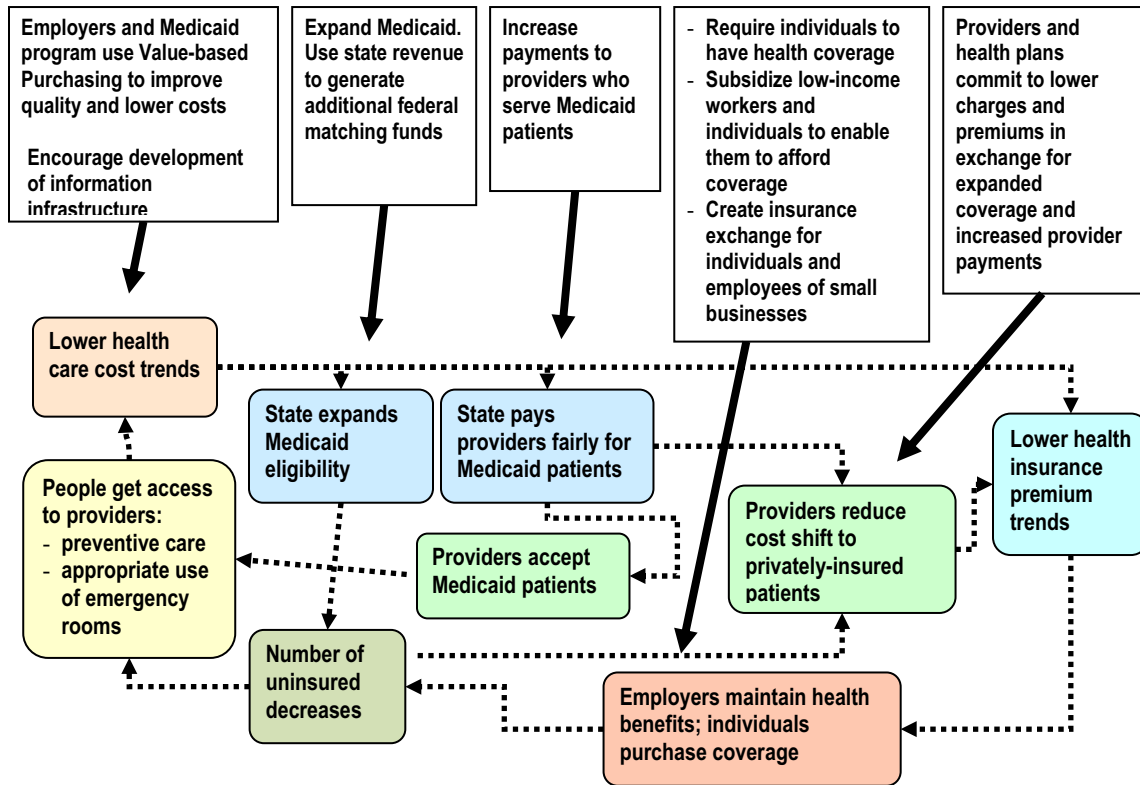 Employers and Medicaid
program use Value-based
Purchasing to improve
quality and lower costs
Encourage development
of information
infrastructure
Expand Medicaid.
Use state revenue
to generate
additional federal
matching funds
Increase
payments to
providers who
serve Medicaid
patients
- Require individuals to
have health coverage
- Subsidize low-income
workers and
individuals to enable
them to afford
coverage
- Create insurance
exchange for
individuals and
employees of small
businesses
Providers and
health plans
commit to lower
charges and
premiums in
exchange for
expanded
coverage and
increased provider
payments
Lower health
care cost trends
State expands
Medicaid
eligibility
State pays
providers fairly for
Medicaid patients
Lower health
insurance
premium
trends
People get access
to providers:
- preventive care
- appropriate use
of emergency
rooms
Providers accept
Medicaid patients
Providers reduce
cost shift to
privately-insured
patients
Number of
uninsured
decreases
Employers maintain health
benefits; individuals
purchase coverage